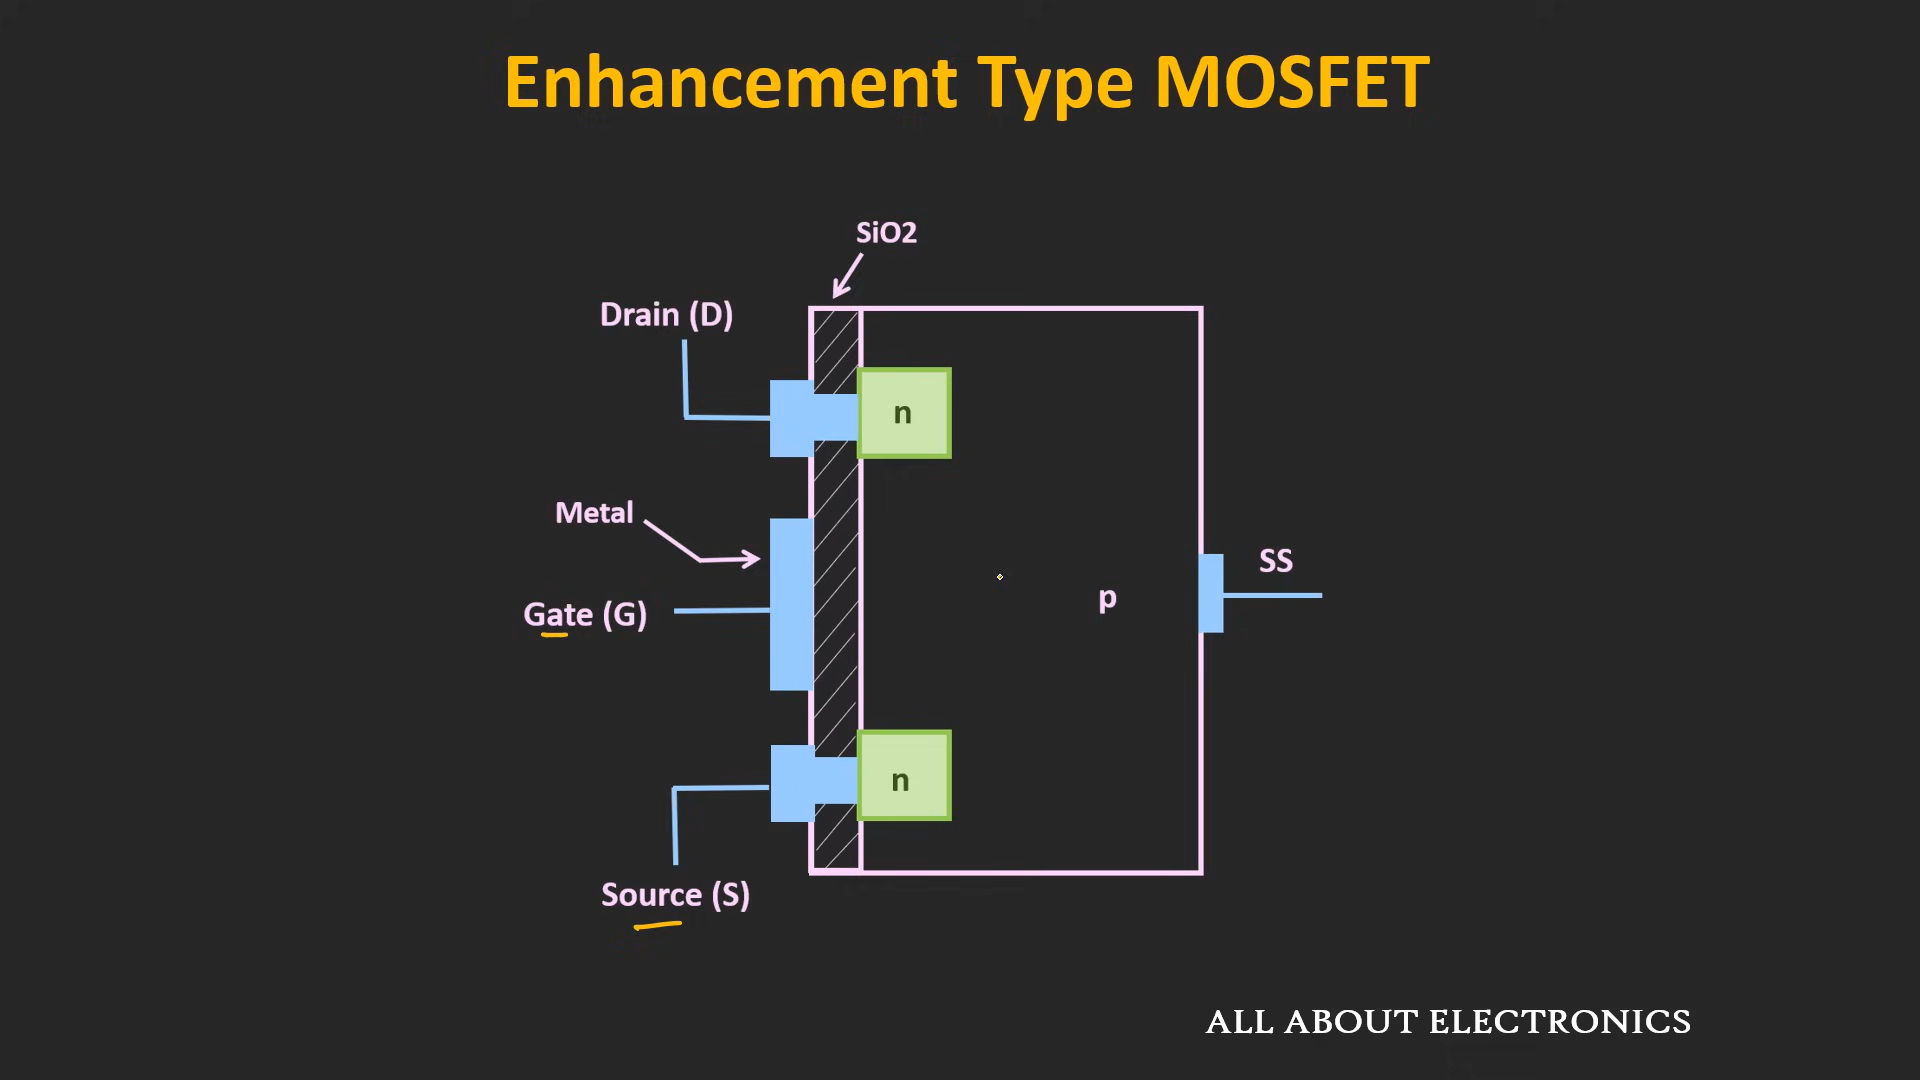 Enhancement Type MOSFET
SiO2
Drain (D)
n
Metal
SS
p
Gate (G)
n
Source (S)
ALL ABOUT ELECTRONICS